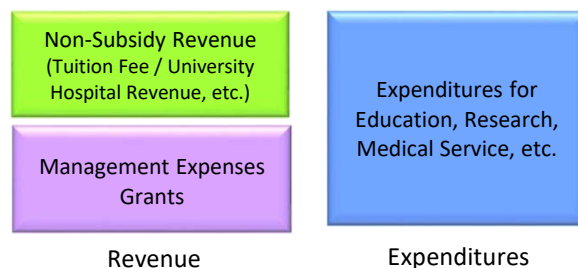 Non-Subsidy Revenue
(Tuition Fee / University
Hospital Revenue, etc.)
Management Expenses
Grants
Revenue
Expenditures for
Education, Research,
Medical Service, etc.
Expenditures